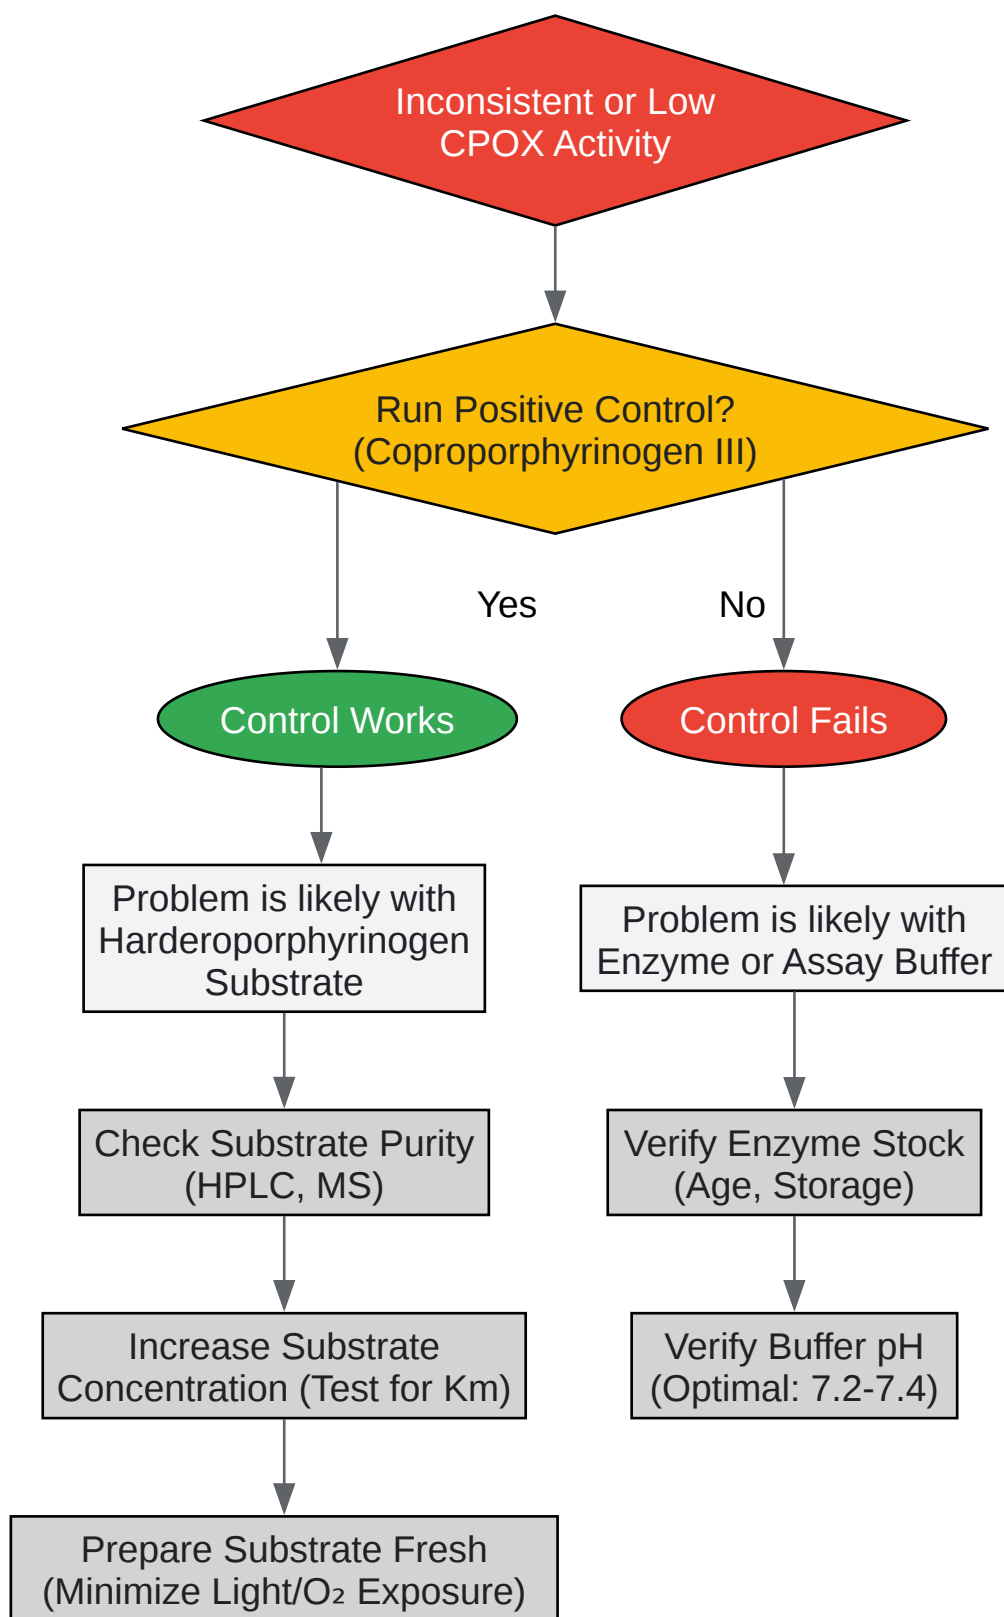 Inconsistent or Low
CPOX Activity
Run Positive Control?
(Coproporphyrinogen III)
Yes
No
Control Works
Control Fails
Problem is likely with
Harderoporphyrinogen
Substrate
Problem is likely with
Enzyme or Assay Buffer
Check Substrate Purity
(HPLC, MS)
Verify Enzyme Stock
(Age, Storage)
Increase Substrate
Concentration (Test for Km)
Verify Buffer pH
(Optimal: 7.2-7.4)
Prepare Substrate Fresh
(Minimize Light/O₂ Exposure)